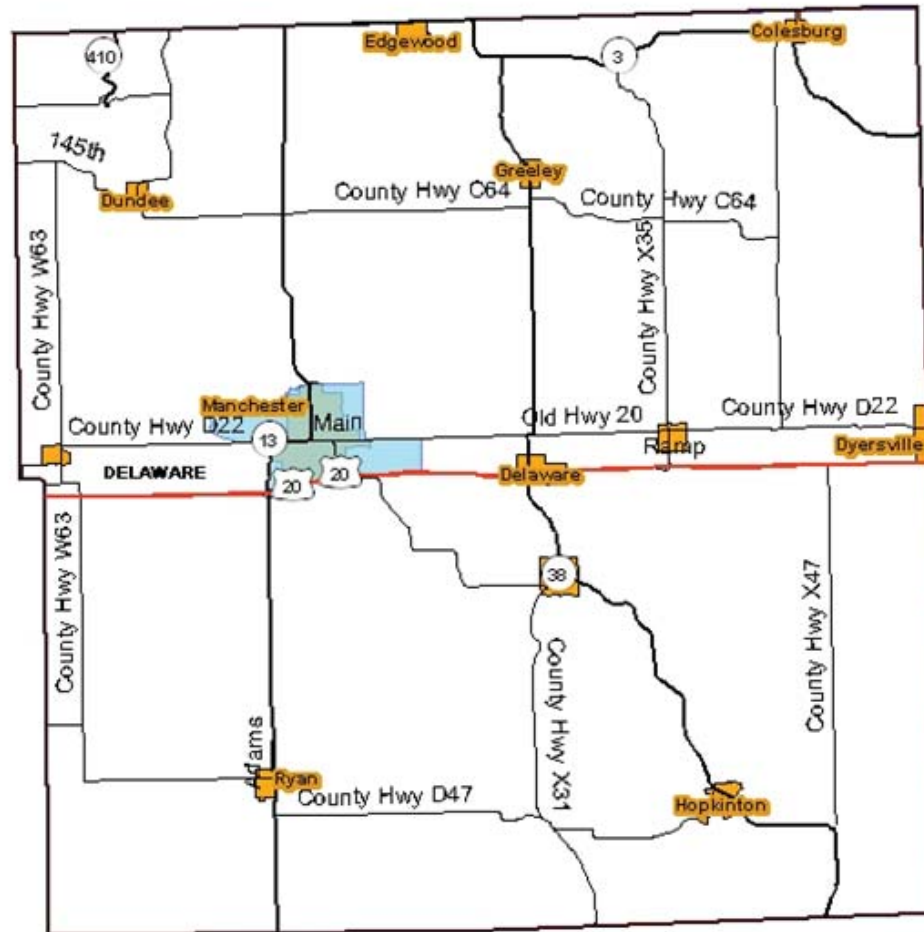 Colesburg
Edgewood
410
3
145th
Greeley
County Hwy C64
County Hwy C64
Dundee
County Hwy W63
County Hwy X35
Manchester
Main
Old Hwy 20
County Hwy D22
County Hwy D22
13
Ramp
Dyersville
DELAWARE
20
20
Delaware
County Hwy W63
38
County Hwy X47
County Hwy X31
Adams
Ryan
County Hwy D47
Hopkinton